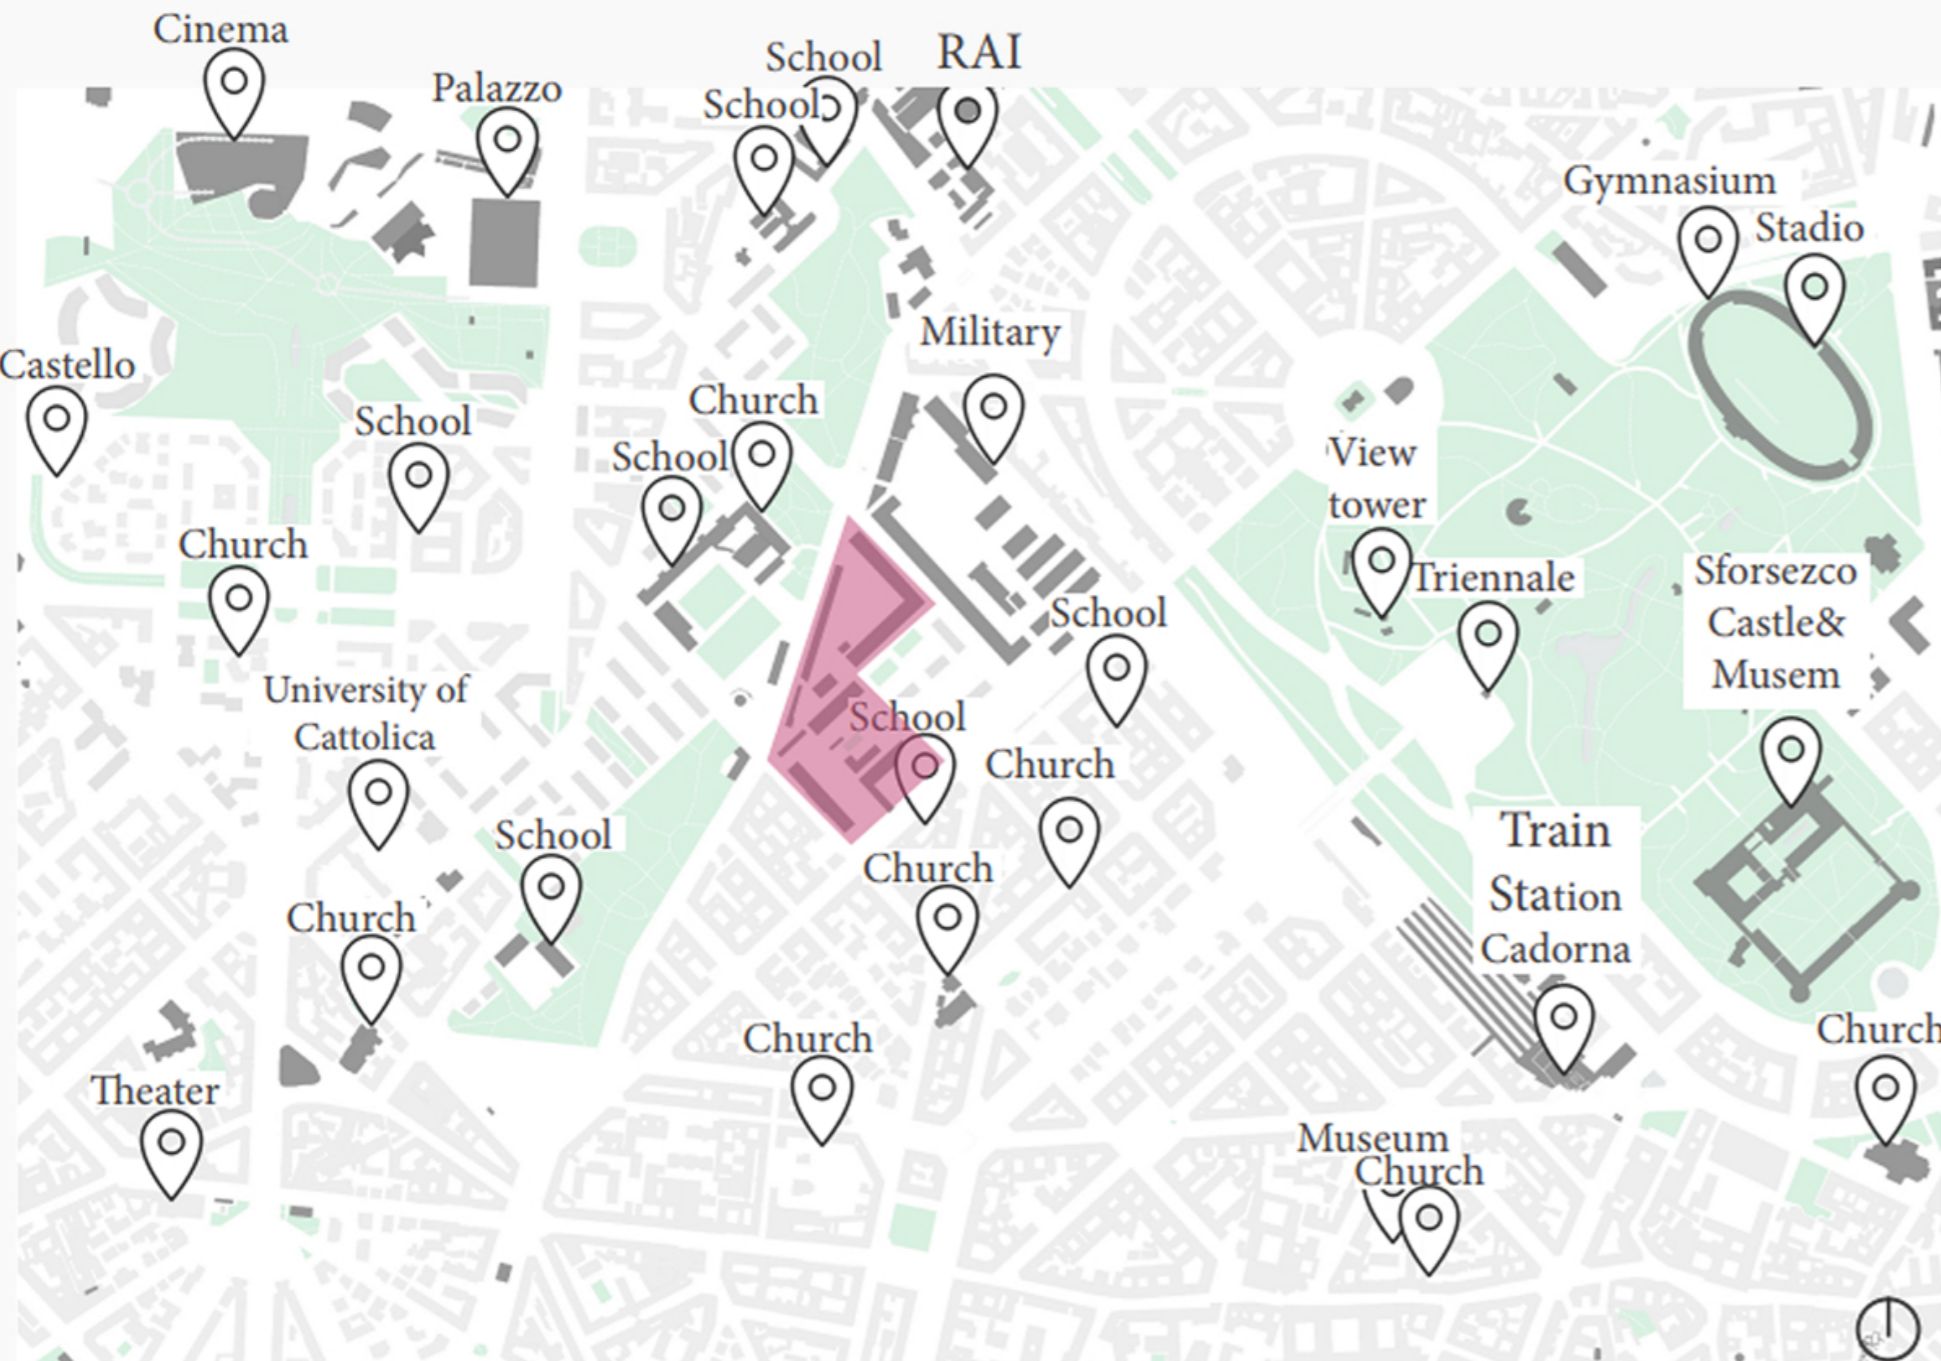 Cinema
School
RAI
Palazzo
School
Gymnasium
Stadio
Military
Castello
Church
School
School
View
tower
Church
Triennale
Sforsezco
Castle&
Musem
School
University of
Cattolica
School
Church
Train
Station
Cadorna
School
Church
Church
Church
Church
Theater
Museum
Church